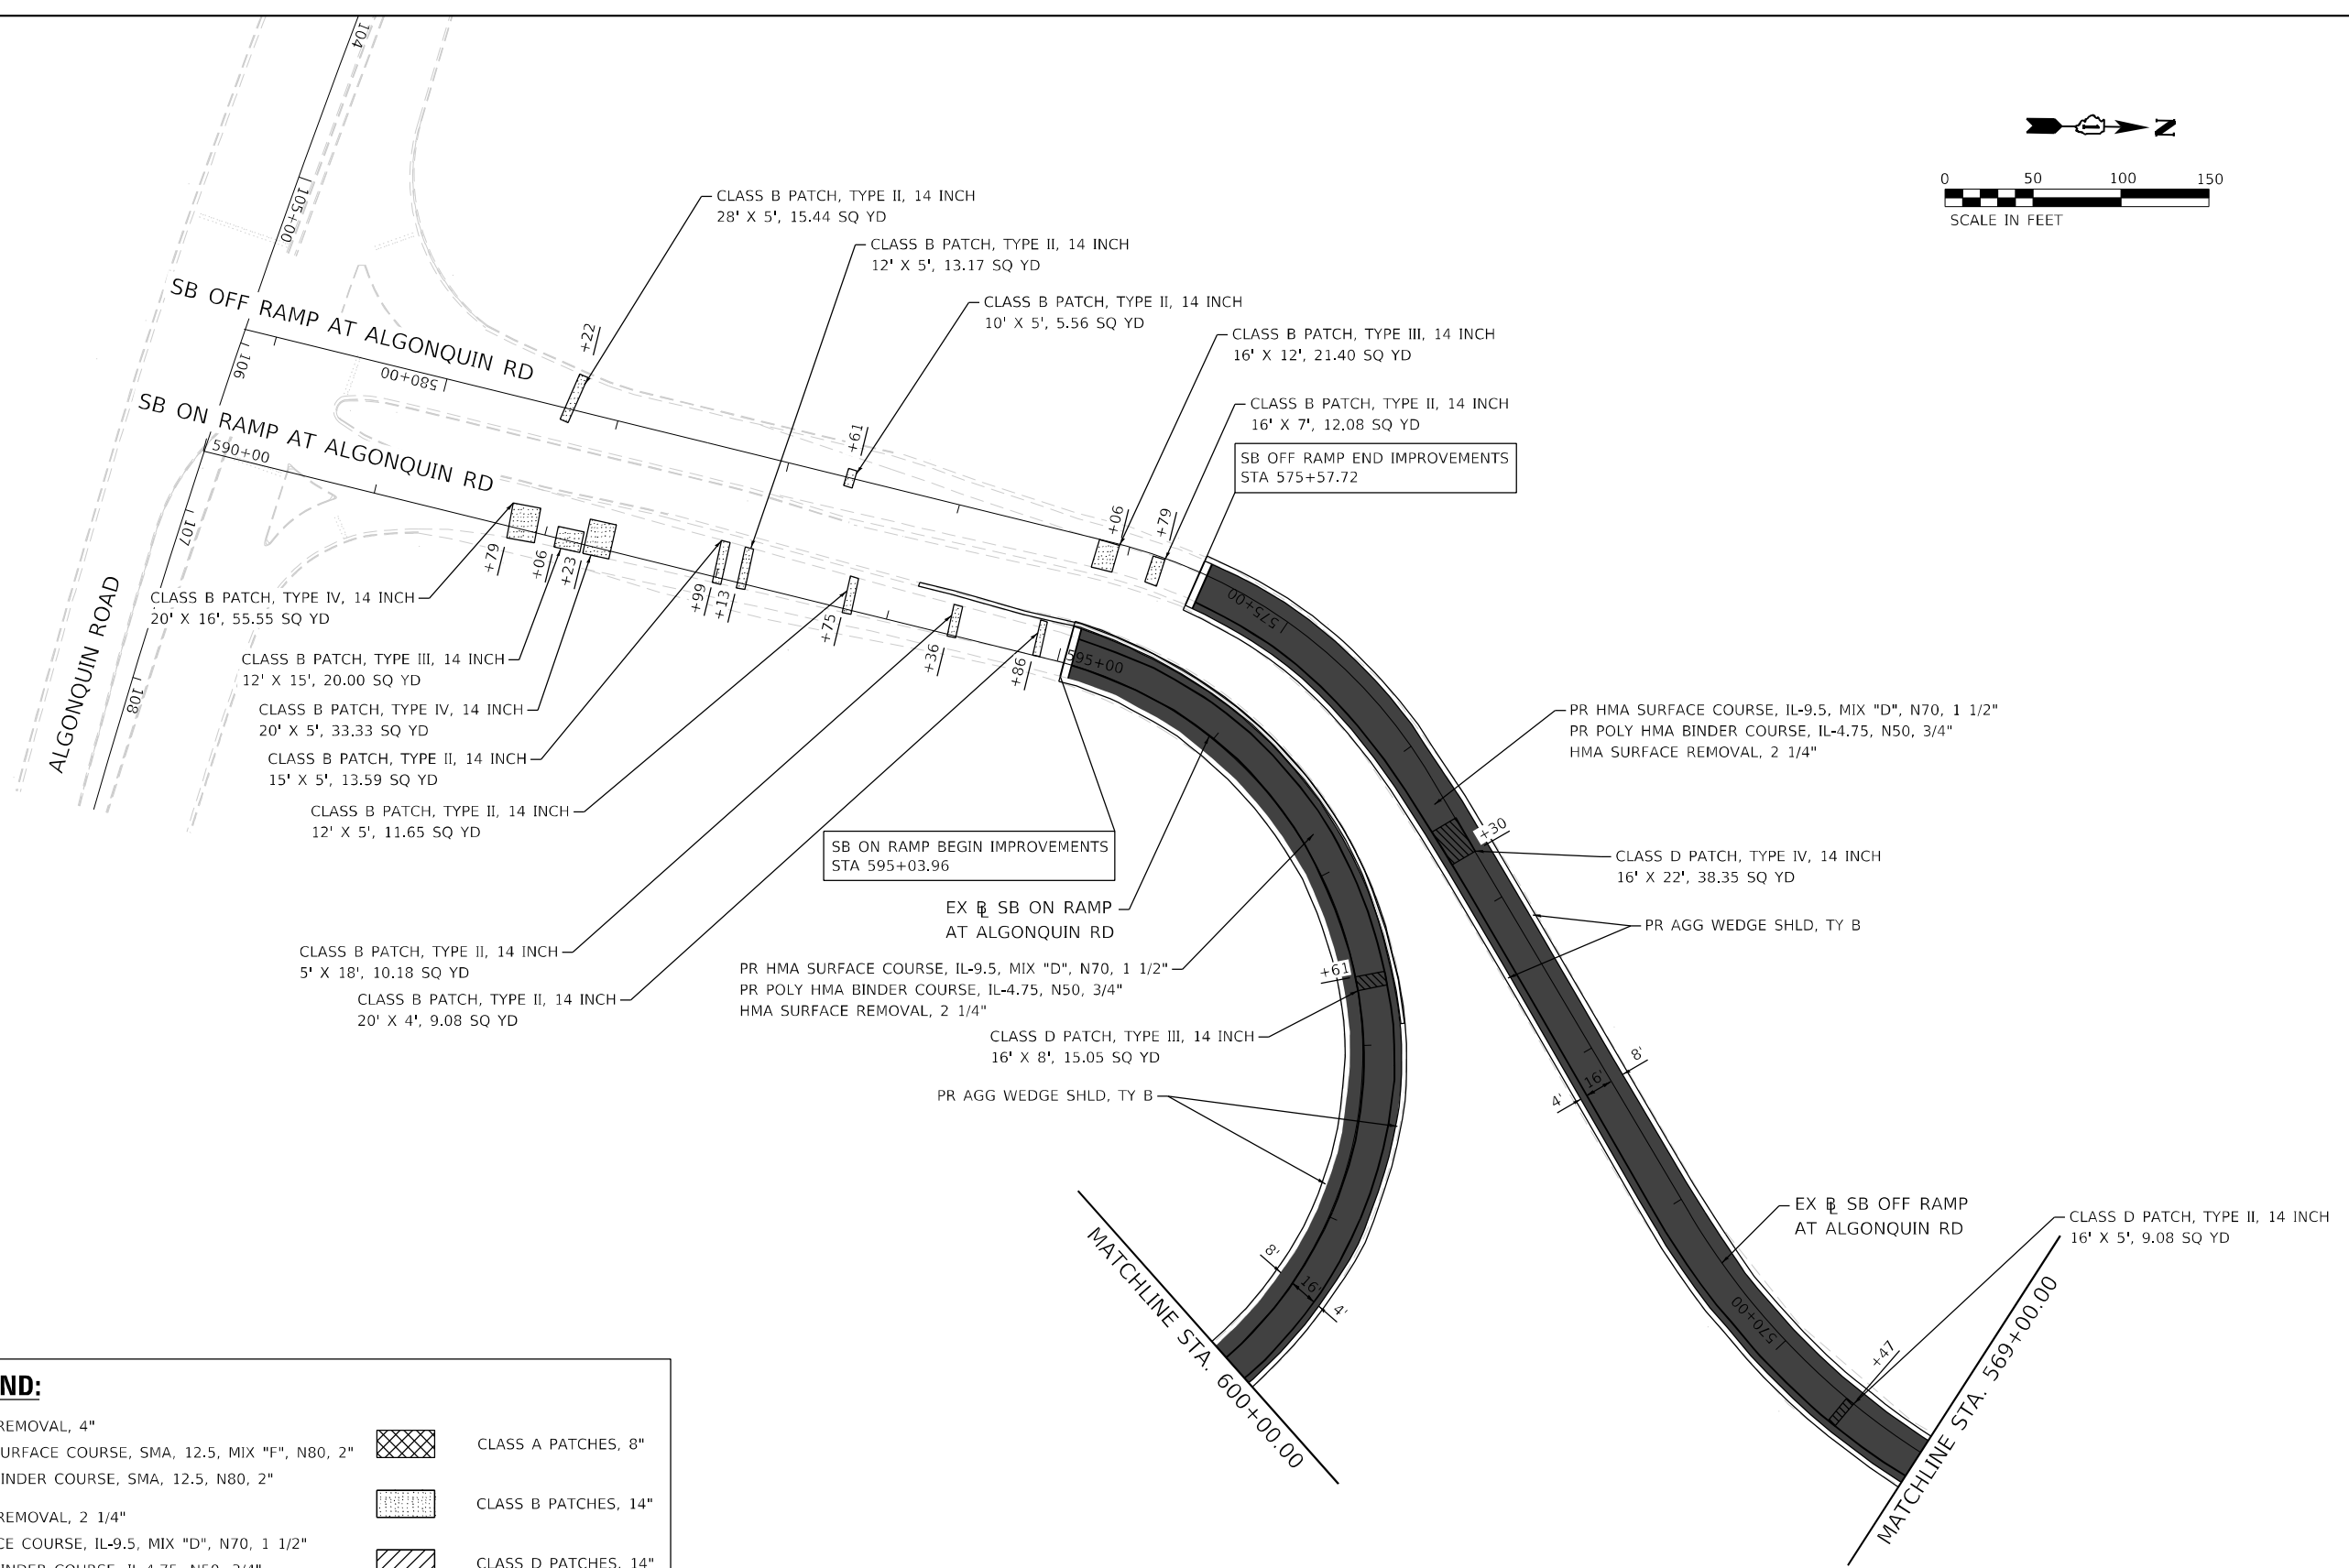 104
105+00
106
107
108
SB OFF RAMP AT ALGONQUIN RD
580+00
SB ON RAMP AT ALGONQUIN RD
590+00
ALGONQUIN ROAD
N
0 50 100 150
SCALE IN FEET
CLASS B PATCH, TYPE II, 14 INCH
28' X 5', 15.44 SQ YD
+22
CLASS B PATCH, TYPE II, 14 INCH
12' X 5', 13.17 SQ YD
CLASS B PATCH, TYPE II, 14 INCH
10' X 5', 5.56 SQ YD
+61
CLASS B PATCH, TYPE III, 14 INCH
16' X 12', 21.40 SQ YD
+06
CLASS B PATCH, TYPE II, 14 INCH
16' X 7', 12.08 SQ YD
+79
SB OFF RAMP END IMPROVEMENTS
STA 575+57.72
575+00
+79
+06
+23
+99
+13
+75
+36
+86
595+00
CLASS B PATCH, TYPE IV, 14 INCH
20' X 16', 55.55 SQ YD
CLASS B PATCH, TYPE III, 14 INCH
12' X 15', 20.00 SQ YD
CLASS B PATCH, TYPE IV, 14 INCH
20' X 5', 33.33 SQ YD
CLASS B PATCH, TYPE II, 14 INCH
15' X 5', 13.59 SQ YD
CLASS B PATCH, TYPE II, 14 INCH
12' X 5', 11.65 SQ YD
CLASS B PATCH, TYPE II, 14 INCH
5' X 18', 10.18 SQ YD
CLASS B PATCH, TYPE II, 14 INCH
20' X 4', 9.08 SQ YD
SB ON RAMP BEGIN IMPROVEMENTS
STA 595+03.96
EX BL SB ON RAMP
AT ALGONQUIN RD
PR HMA SURFACE COURSE, IL-9.5, MIX "D", N70, 1 1/2"
PR POLY HMA BINDER COURSE, IL-4.75, N50, 3/4"
HMA SURFACE REMOVAL, 2 1/4"
+61
CLASS D PATCH, TYPE III, 14 INCH
16' X 8', 15.05 SQ YD
PR AGG WEDGE SHLD, TY B
8'
16'
4'
MATCHLINE STA. 600+00.00
PR HMA SURFACE COURSE, IL-9.5, MIX "D", N70, 1 1/2"
PR POLY HMA BINDER COURSE, IL-4.75, N50, 3/4"
HMA SURFACE REMOVAL, 2 1/4"
+30
CLASS D PATCH, TYPE IV, 14 INCH
16' X 22', 38.35 SQ YD
PR AGG WEDGE SHLD, TY B
8'
16'
4'
EX BL SB OFF RAMP
AT ALGONQUIN RD
CLASS D PATCH, TYPE II, 14 INCH
16' X 5', 9.08 SQ YD
570+00
+47
MATCHLINE STA. 569+00.00
ND:
REMOVAL, 4"
URFACE COURSE, SMA, 12.5, MIX "F", N80, 2"
INDER COURSE, SMA, 12.5, N80, 2"
REMOVAL, 2 1/4"
CE COURSE, IL-9.5, MIX "D", N70, 1 1/2"
INDER COURSE, IL-4.75, N50, 3/4"
CLASS A PATCHES, 8"
CLASS B PATCHES, 14"
CLASS D PATCHES, 14"